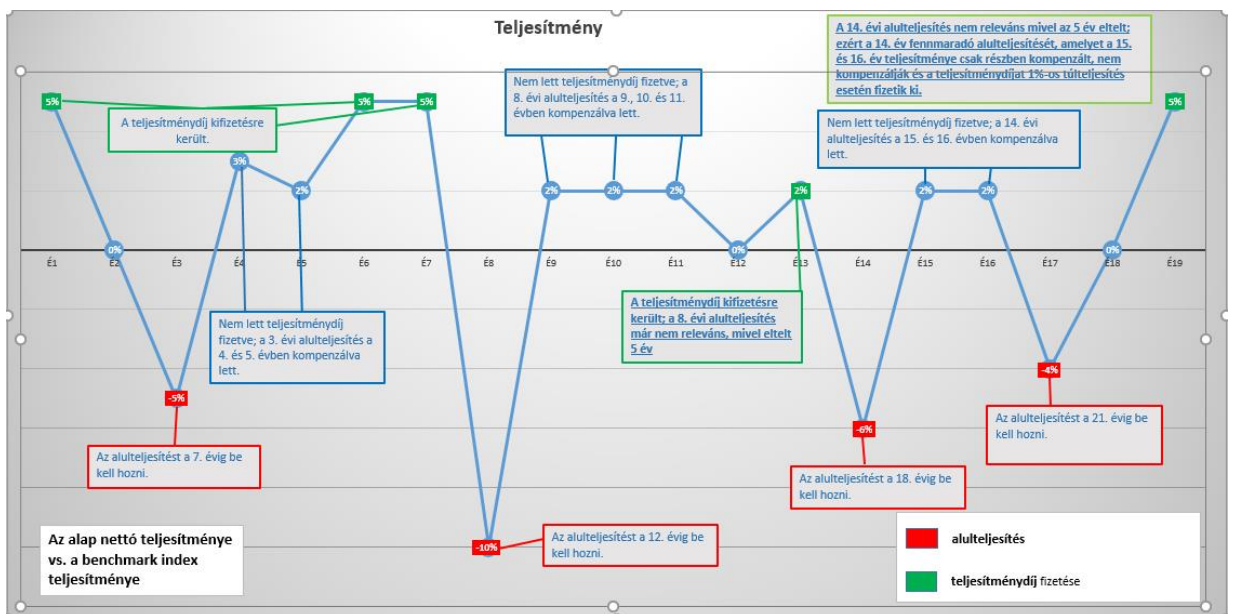 Teljesítmény
A 14. évi alulteljesítés nem releváns mivel az 5 év eltelt;
ezért a 14. év fennmaradó alulteljesítését, amelyet a 15.
és 16. év teljesítménye csak részben kompenzált, nem
kompenzálják és a teljesítménydíjat 1%-os túlteljesítés
esetén fizetik ki.
Nem lett teljesítménydíj fizetve; a
8. évi alulteljesítés a 9., 10. és 11.
évben kompenzálva lett.
A teljesítménydíj kifizetésre
került.
Nem lett teljesítménydíj fizetve; a 14. évi
alulteljesítés a 15. és 16. évben kompenzálva
lett.
5%
5%
5%
5%
3%
2%
2%
2%
2%
2%
2%
2%
0%
0%
0%
É1
É2
É3
É4
É5
É6
É7
É8
É9
É10
É11
É12
É13
É14
É15
É16
É17
É18
É19
Nem lett teljesítménydíj
fizetve; a 3. évi alulteljesítés a
4. és 5. évben kompenzálva
lett.
A teljesítménydíj kifizetésre
került; a 8. évi alulteljesítés
már nem releváns, mivel eltelt
5 év
-5%
-4%
-6%
-10%
Az alulteljesítést a 7. évig be
kell hozni.
Az alulteljesítést a 21. évig be
kell hozni.
Az alulteljesítést a 18. évig be
kell hozni.
Az alulteljesítést a 12. évig be
kell hozni.
Az alap nettó teljesítménye
vs. a benchmark index
teljesítménye
alulteljesítés
teljesítménydíj fizetése